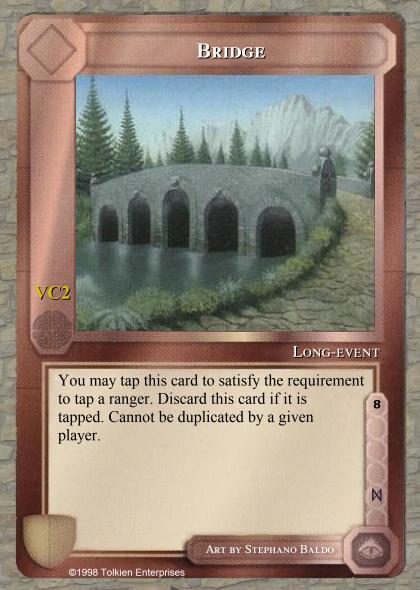 BRIDGE
VC2
LONG-EVENT
You may tap this card to satisfy the requirement
to tap a ranger. Discard this card if it is
tapped. Cannot be duplicated by a given
player.
8
ᛞ
ART BY STEPHANO BALDO
©1998 Tolkien Enterprises